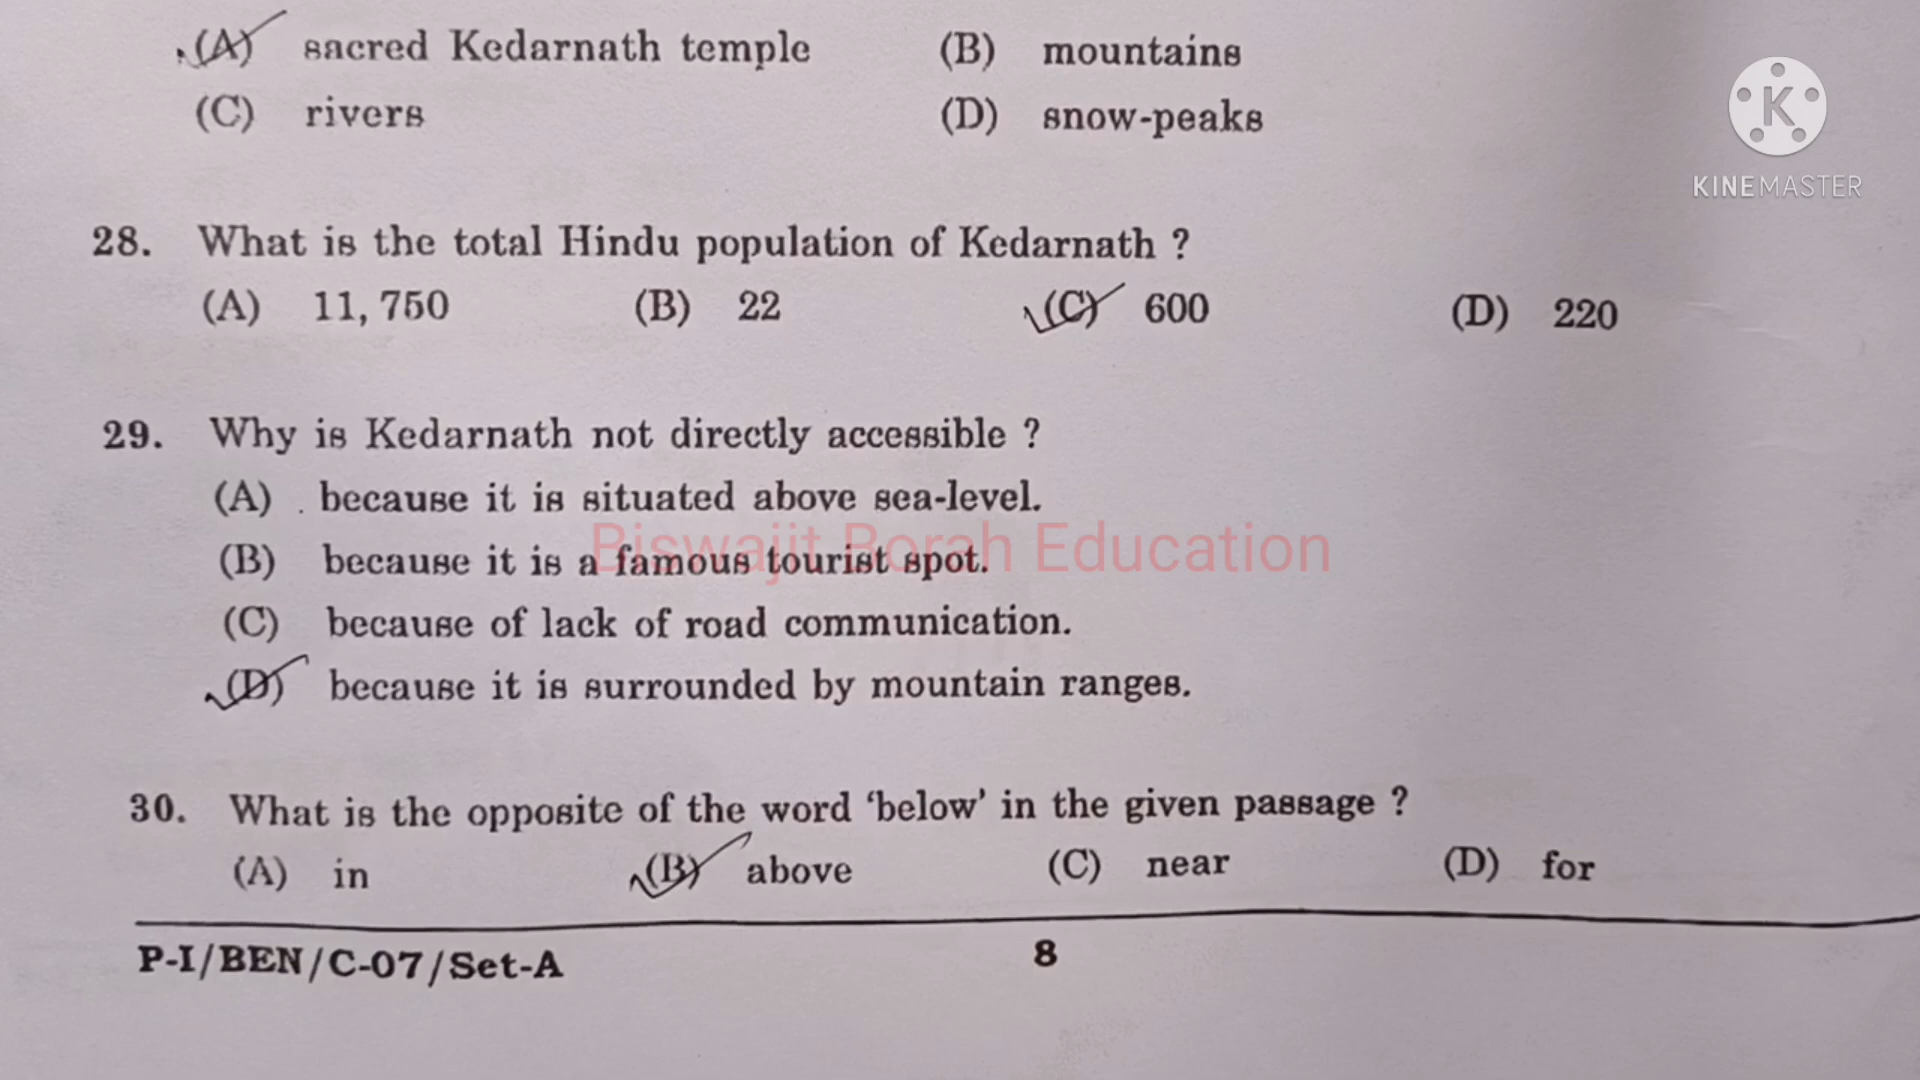 (A) sacred Kedarnath temple (B) mountains
(C) rivers (D) snow-peaks
K
KINEMASTER
28. What is the total Hindu population of Kedarnath ?
(A) 11, 750 (B) 22 (C) 600 (D) 220
29. Why is Kedarnath not directly accessible ?
(A) . because it is situated above sea-level.
Biswajit Borah Education
(B) because it is a famous tourist spot.
(C) because of lack of road communication.
(D) because it is surrounded by mountain ranges.
30. What is the opposite of the word ‘below’ in the given passage ?
(A) in (B) above (C) near (D) for
P-I/BEN/C-07/Set-A 8